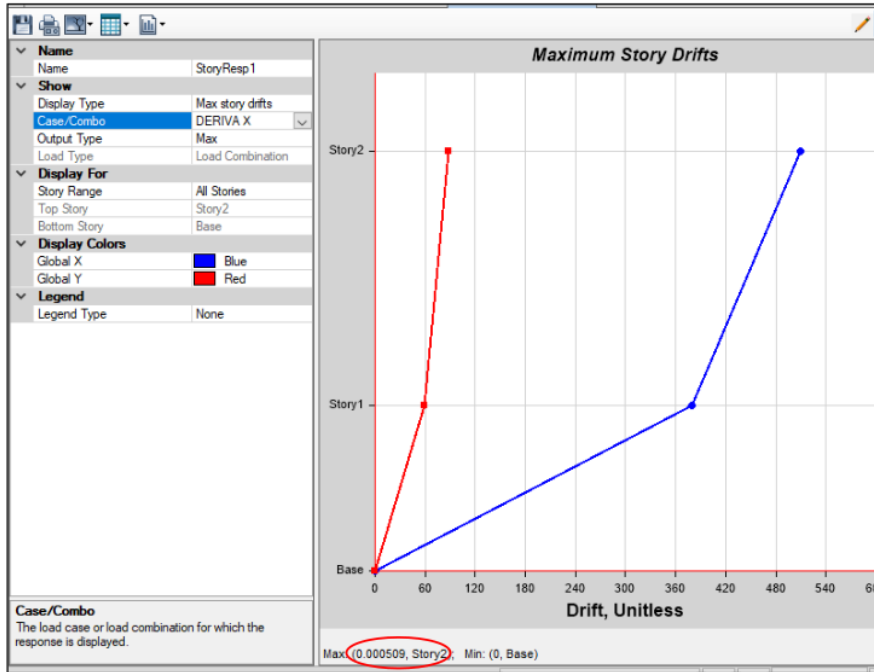 Name
Name StoryResp1
Show
Display Type Max story drifts
Case/Combo DERIVA X
Output Type Max
Load Type Load Combination
Display For
Story Range All Stories
Top Story Story2
Bottom Story Base
Display Colors
Global X Blue
Global Y Red
Legend
Legend Type None
Case/Combo
The load case or load combination for which the
response is displayed.
Maximum Story Drifts
Story2
Story1
Base
0 60 120 180 240 300 360 420 480 540
Drift, Unitless
Max: (0.000509, Story2); Min: (0, Base)